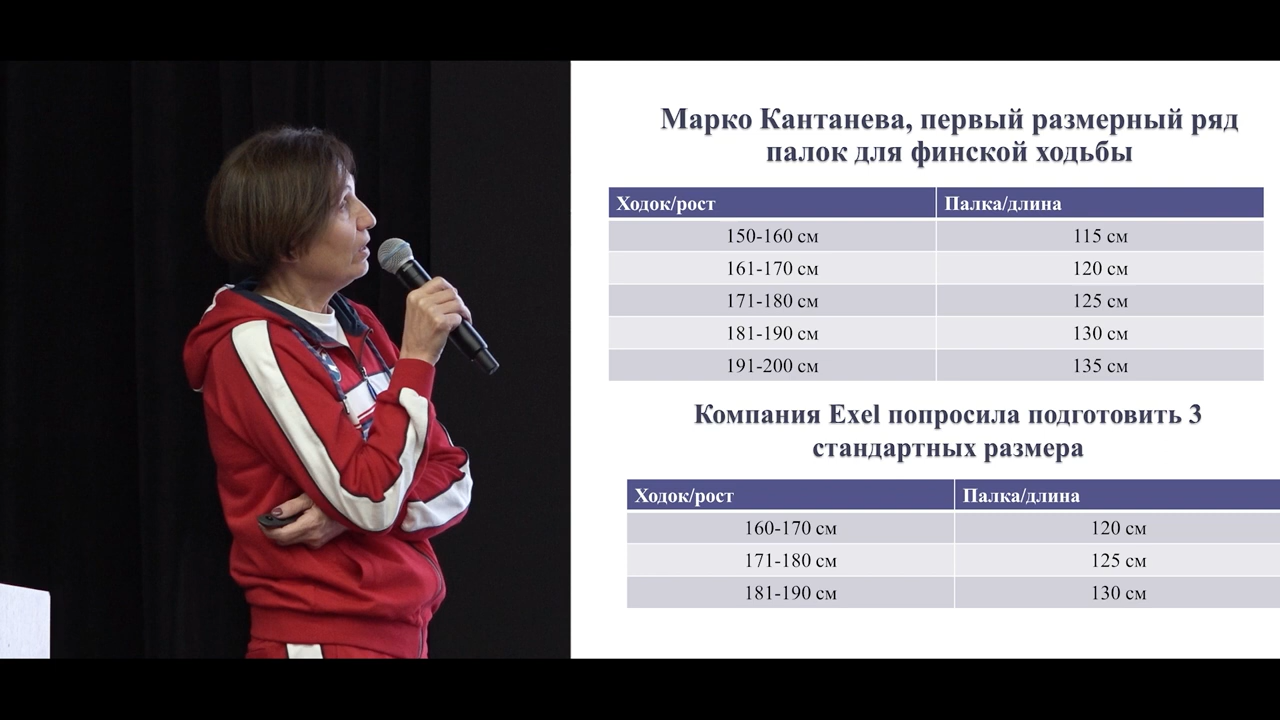 Марко Кантанева, первый размерный ряд
палок для финской ходьбы
Ходок/рост Палка/длина
150-160 см 115 см
161-170 см 120 см
171-180 см 125 см
181-190 см 130 см
191-200 см 135 см
Компания Exel попросила подготовить 3
стандартных размера
Ходок/рост Палка/длина
160-170 см 120 см
171-180 см 125 см
181-190 см 130 см